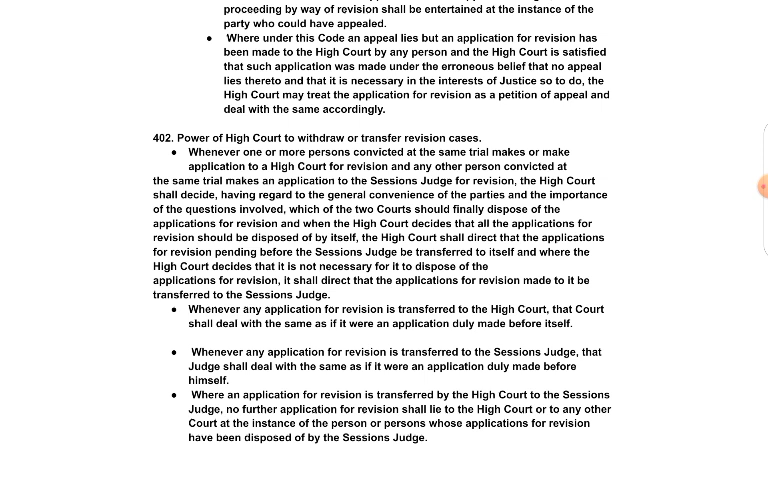 proceeding by way of revision shall be entertained at the instance of the
party who could have appealed.
● Where under this Code an appeal lies but an application for revision has
been made to the High Court by any person and the High Court is satisfied
that such application was made under the erroneous belief that no appeal
lies thereto and that it is necessary in the interests of Justice so to do, the
High Court may treat the application for revision as a petition of appeal and
deal with the same accordingly.
402. Power of High Court to withdraw or transfer revision cases.
● Whenever one or more persons convicted at the same trial makes or make
application to a High Court for revision and any other person convicted at
the same trial makes an application to the Sessions Judge for revision, the High Court
shall decide, having regard to the general convenience of the parties and the importance
of the questions involved, which of the two Courts should finally dispose of the
applications for revision and when the High Court decides that all the applications for
revision should be disposed of by itself, the High Court shall direct that the applications
for revision pending before the Sessions Judge be transferred to itself and where the
High Court decides that it is not necessary for it to dispose of the
applications for revision, it shall direct that the applications for revision made to it be
transferred to the Sessions Judge.
● Whenever any application for revision is transferred to the High Court, that Court
shall deal with the same as if it were an application duly made before itself.
● Whenever any application for revision is transferred to the Sessions Judge, that
Judge shall deal with the same as if it were an application duly made before
himself.
● Where an application for revision is transferred by the High Court to the Sessions
Judge, no further application for revision shall lie to the High Court or to any other
Court at the instance of the person or persons whose applications for revision
have been disposed of by the Sessions Judge.